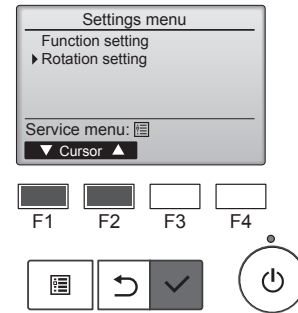 Settings menu
Function setting
Rotation setting
Service menu:
Cursor
F1 F2 F3 F4